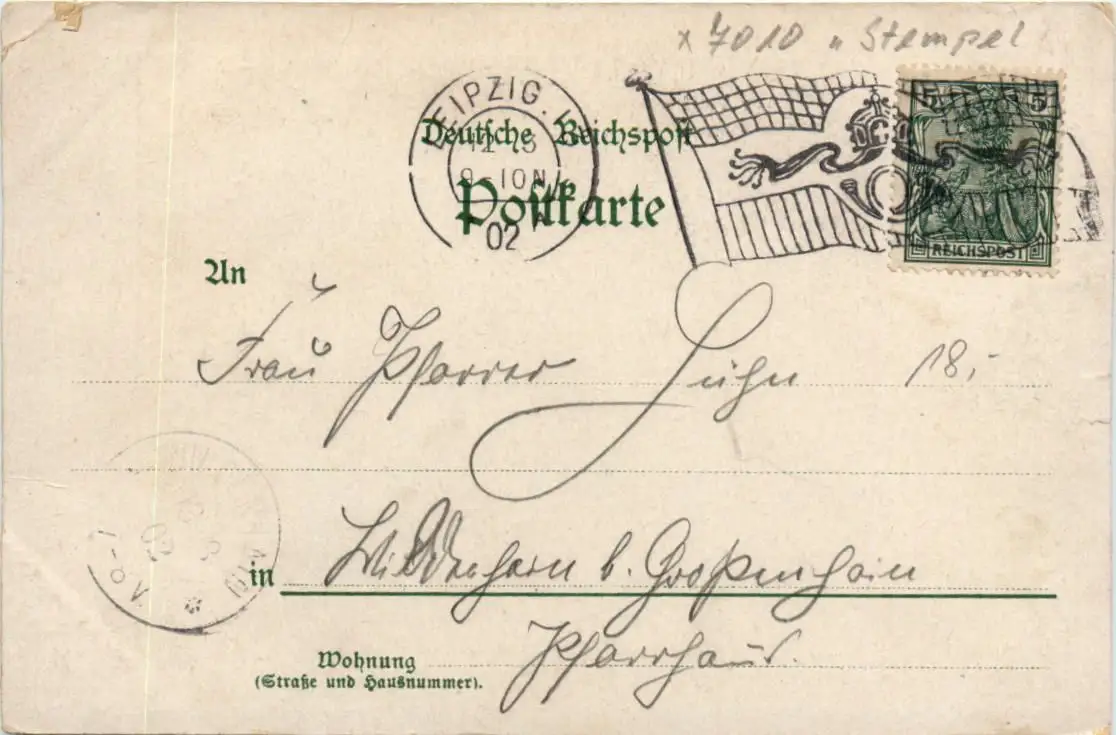 x 7010 " Stempel
LEIPZIG.
9-10N
02
5 5
REICHSPOST
Deutsche Reichspost
Postkarte
An
Frau Pfarrer 18.
in Wildenhain b. Großenhain
Pfarrhaus.
Wohnung
(Straße und Hausnummer).